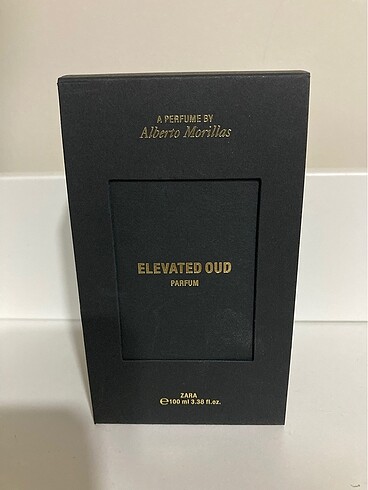 A PERFUME BY
Alberto Morillas
ELEVATED OUD
PARFUM
ZARA
℮100 ml 3.38 fl.oz.